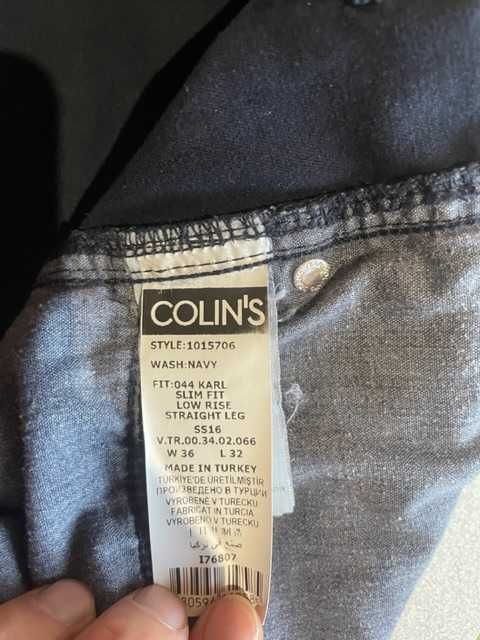 COLIN'S
STYLE:1015706
WASH:NAVY
FIT:044 KARL
SLIM FIT
LOW RISE
STRAIGHT LEG
SS16
V.TR.00.34.02.066
W 36 L 32
MADE IN TURKEY
TÜRKİYE'DE ÜRETİLMİŞTİR
ПРОИЗВЕДЕНО В ТУРЦИИ
VYROBENÉ V TURECKU
FABRICAT IN TURCIA
VYROBENO V TURECKU
صنع في تركيا
I76807